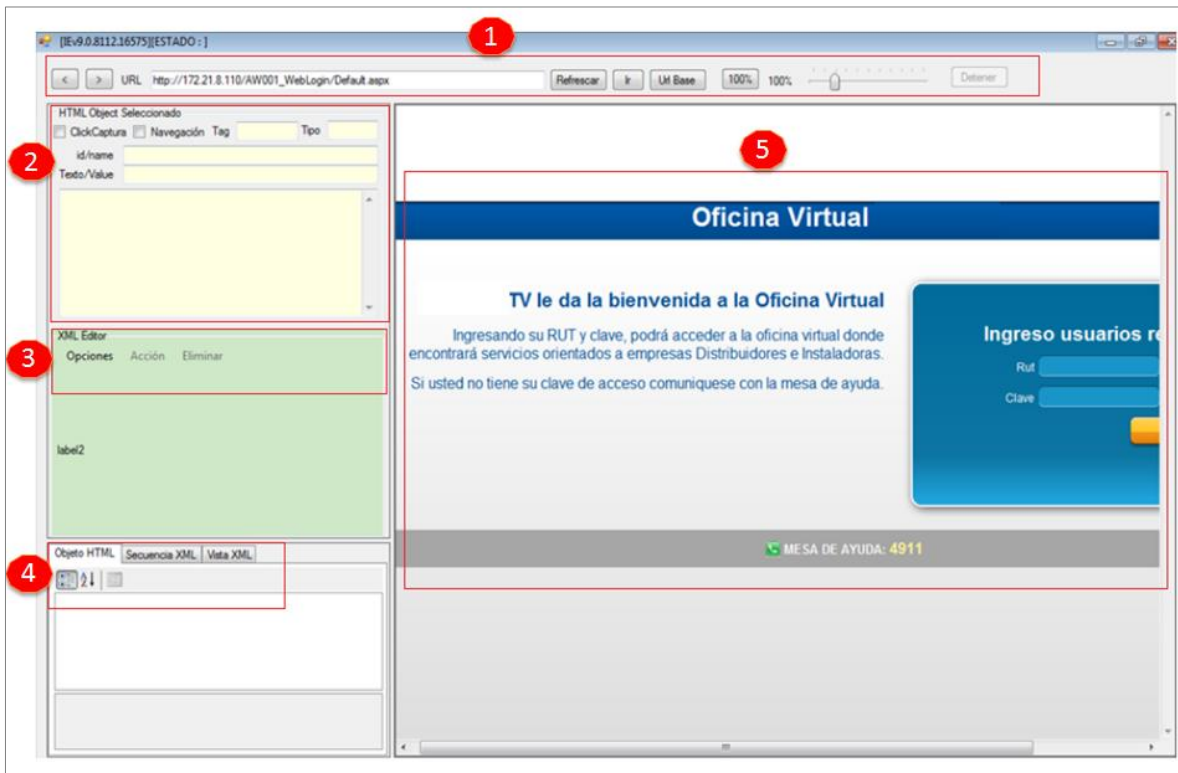 1
[IEv9.0.8112.16575][ESTADO : ]
< > URL http://172.21.8.110/AW001_WebLogin/Default.aspx Refrescar Ir Url Base 100% 100% Detener
HTML Object Seleccionado
ClickCaptura Navegación Tag Tipo
2
id/name
Texto/Value
5
Oficina Virtual
TV le da la bienvenida a la Oficina Virtual
Ingresando su RUT y clave, podrá acceder a la oficina virtual donde
encontrará servicios orientados a empresas Distribuidores e Instaladoras.
Si usted no tiene su clave de acceso comuniquese con la mesa de ayuda.
Ingreso usuarios re
Rut
Clave
XML Editor
3
Opciones Acción Eliminar
label2
MESA DE AYUDA: 4911
Objeto HTML Secuencia XML Vista XML
4